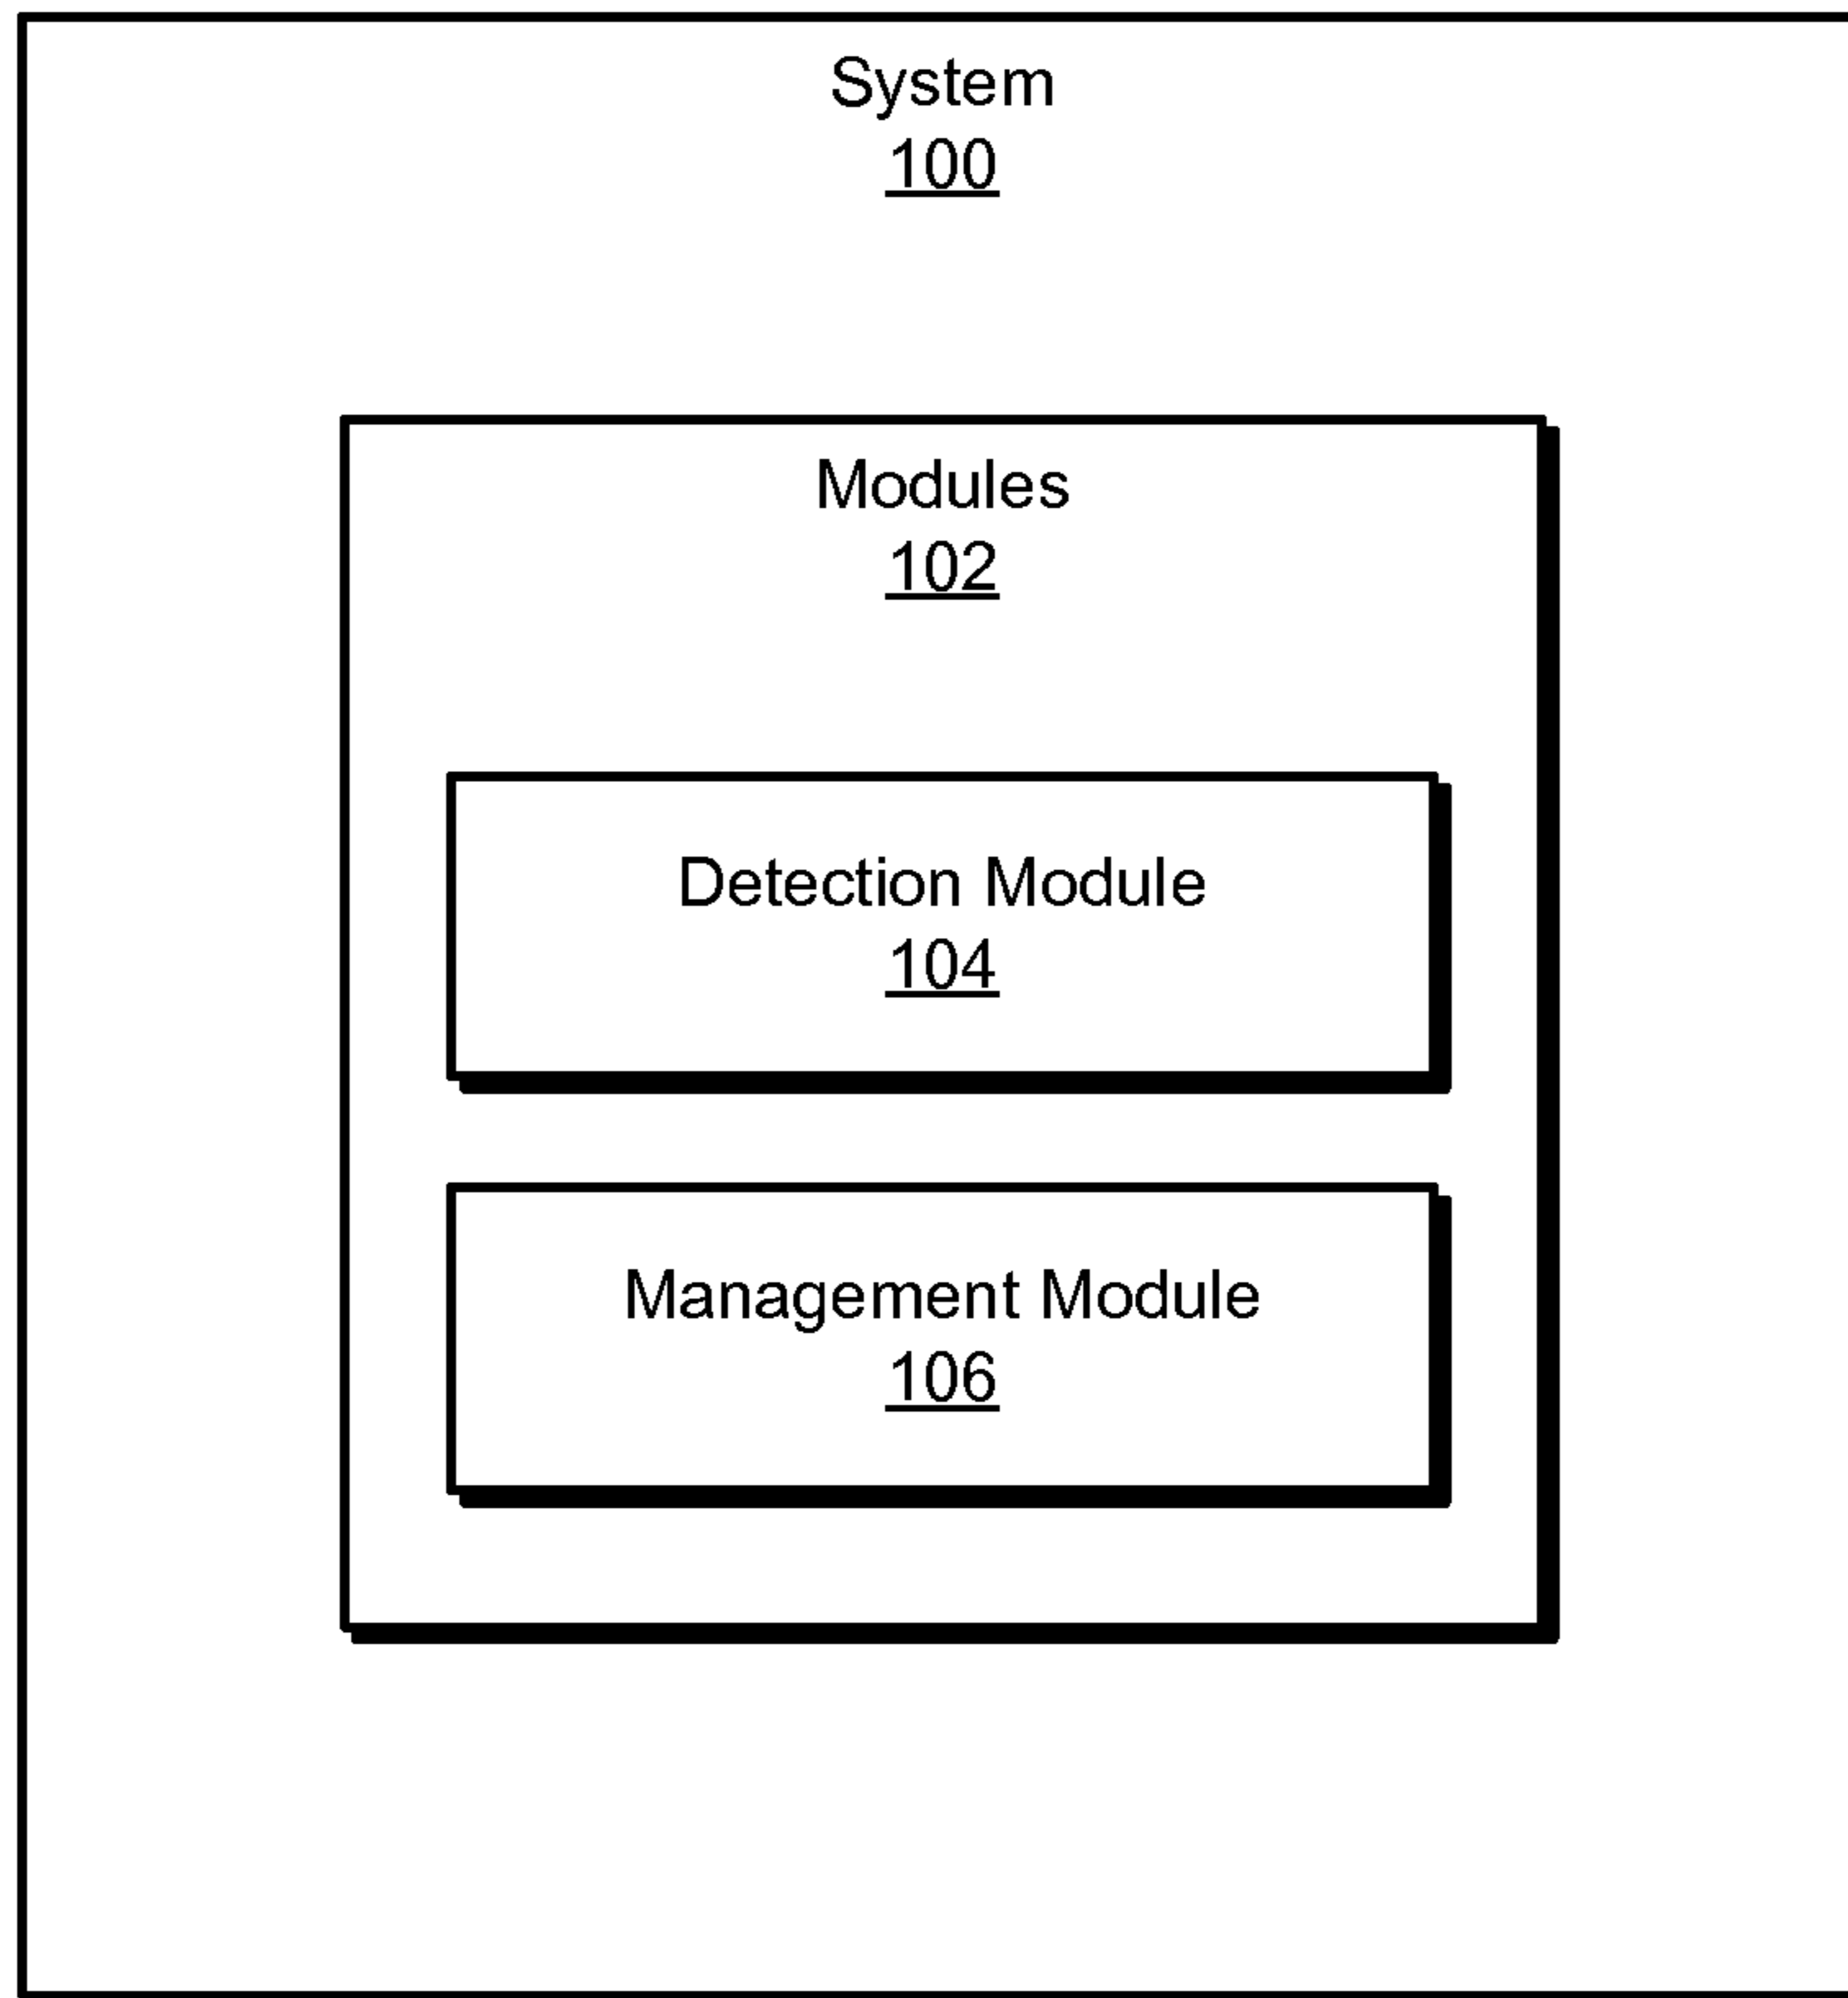 System
100
Modules
102
Detection Module
104
Management Module
106